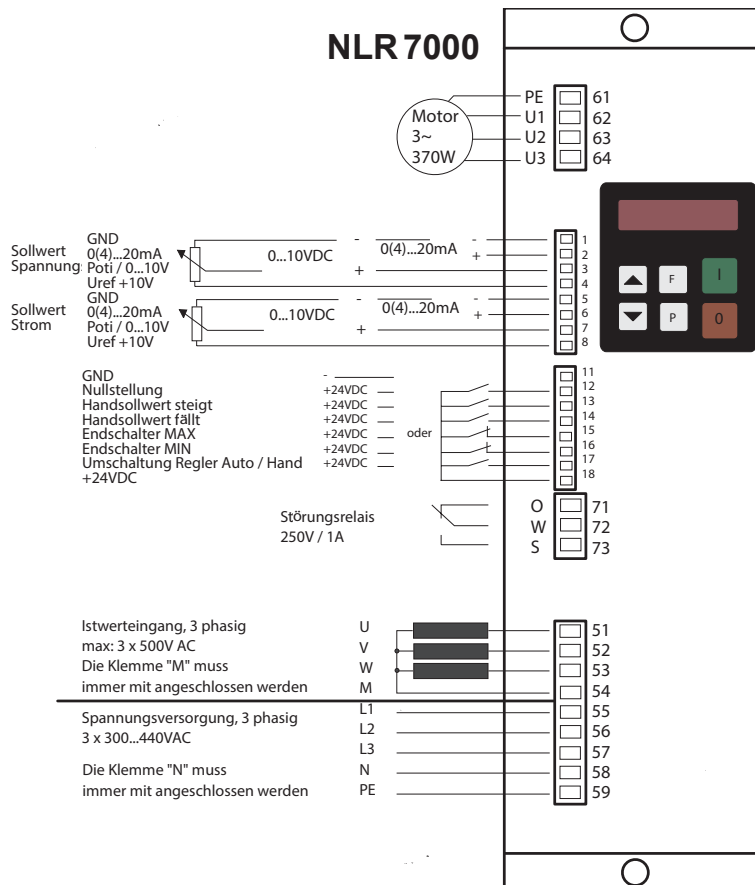 NLR 7000
PE 61
Motor U1 62
3~ U2 63
370W U3 64
GND
0(4)...20mA
Poti / 0...10V
Uref +10V
Sollwert
Spannung
0...10VDC
- 0(4)...20mA -
+
+
1
2
3
4
GND
0(4)...20mA
Poti / 0...10V
Uref +10V
Sollwert
Strom
0...10VDC
- 0(4)...20mA -
+
+
5
6
7
8
F
I
P
0
GND - 11
Nullstellung +24VDC 12
Handsollwert steigt +24VDC 13
Handsollwert fällt +24VDC 14
Endschalter MAX +24VDC oder 15
Endschalter MIN +24VDC 16
Umschaltung Regler Auto / Hand +24VDC 17
+24VDC 18
Störungsrelais
250V / 1A
O 71
W 72
S 73
Istwerteingang, 3 phasig U 51
max: 3 x 500V AC V 52
Die Klemme "M" muss W 53
immer mit angeschlossen werden M 54
L1 55
Spannungsversorgung, 3 phasig
3 x 300...440VAC L2 56
L3 57
Die Klemme "N" muss N 58
immer mit angeschlossen werden PE 59